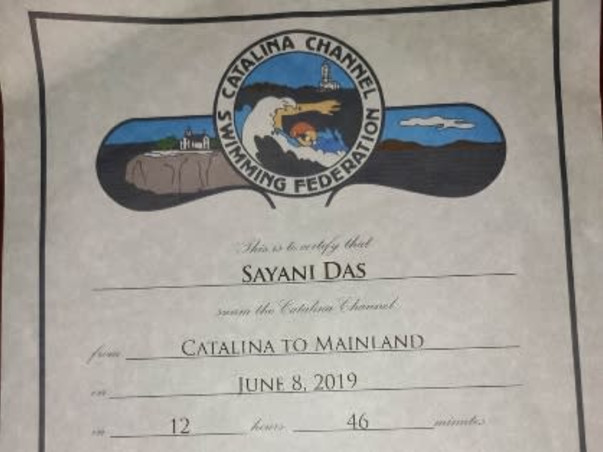 CATALINA CHANNEL
SWIMMING FEDERATION
This is to certify that
SAYANI DAS
swam the Catalina Channel
from CATALINA TO MAINLAND
on JUNE 8, 2019
in 12 hours 46 minutes